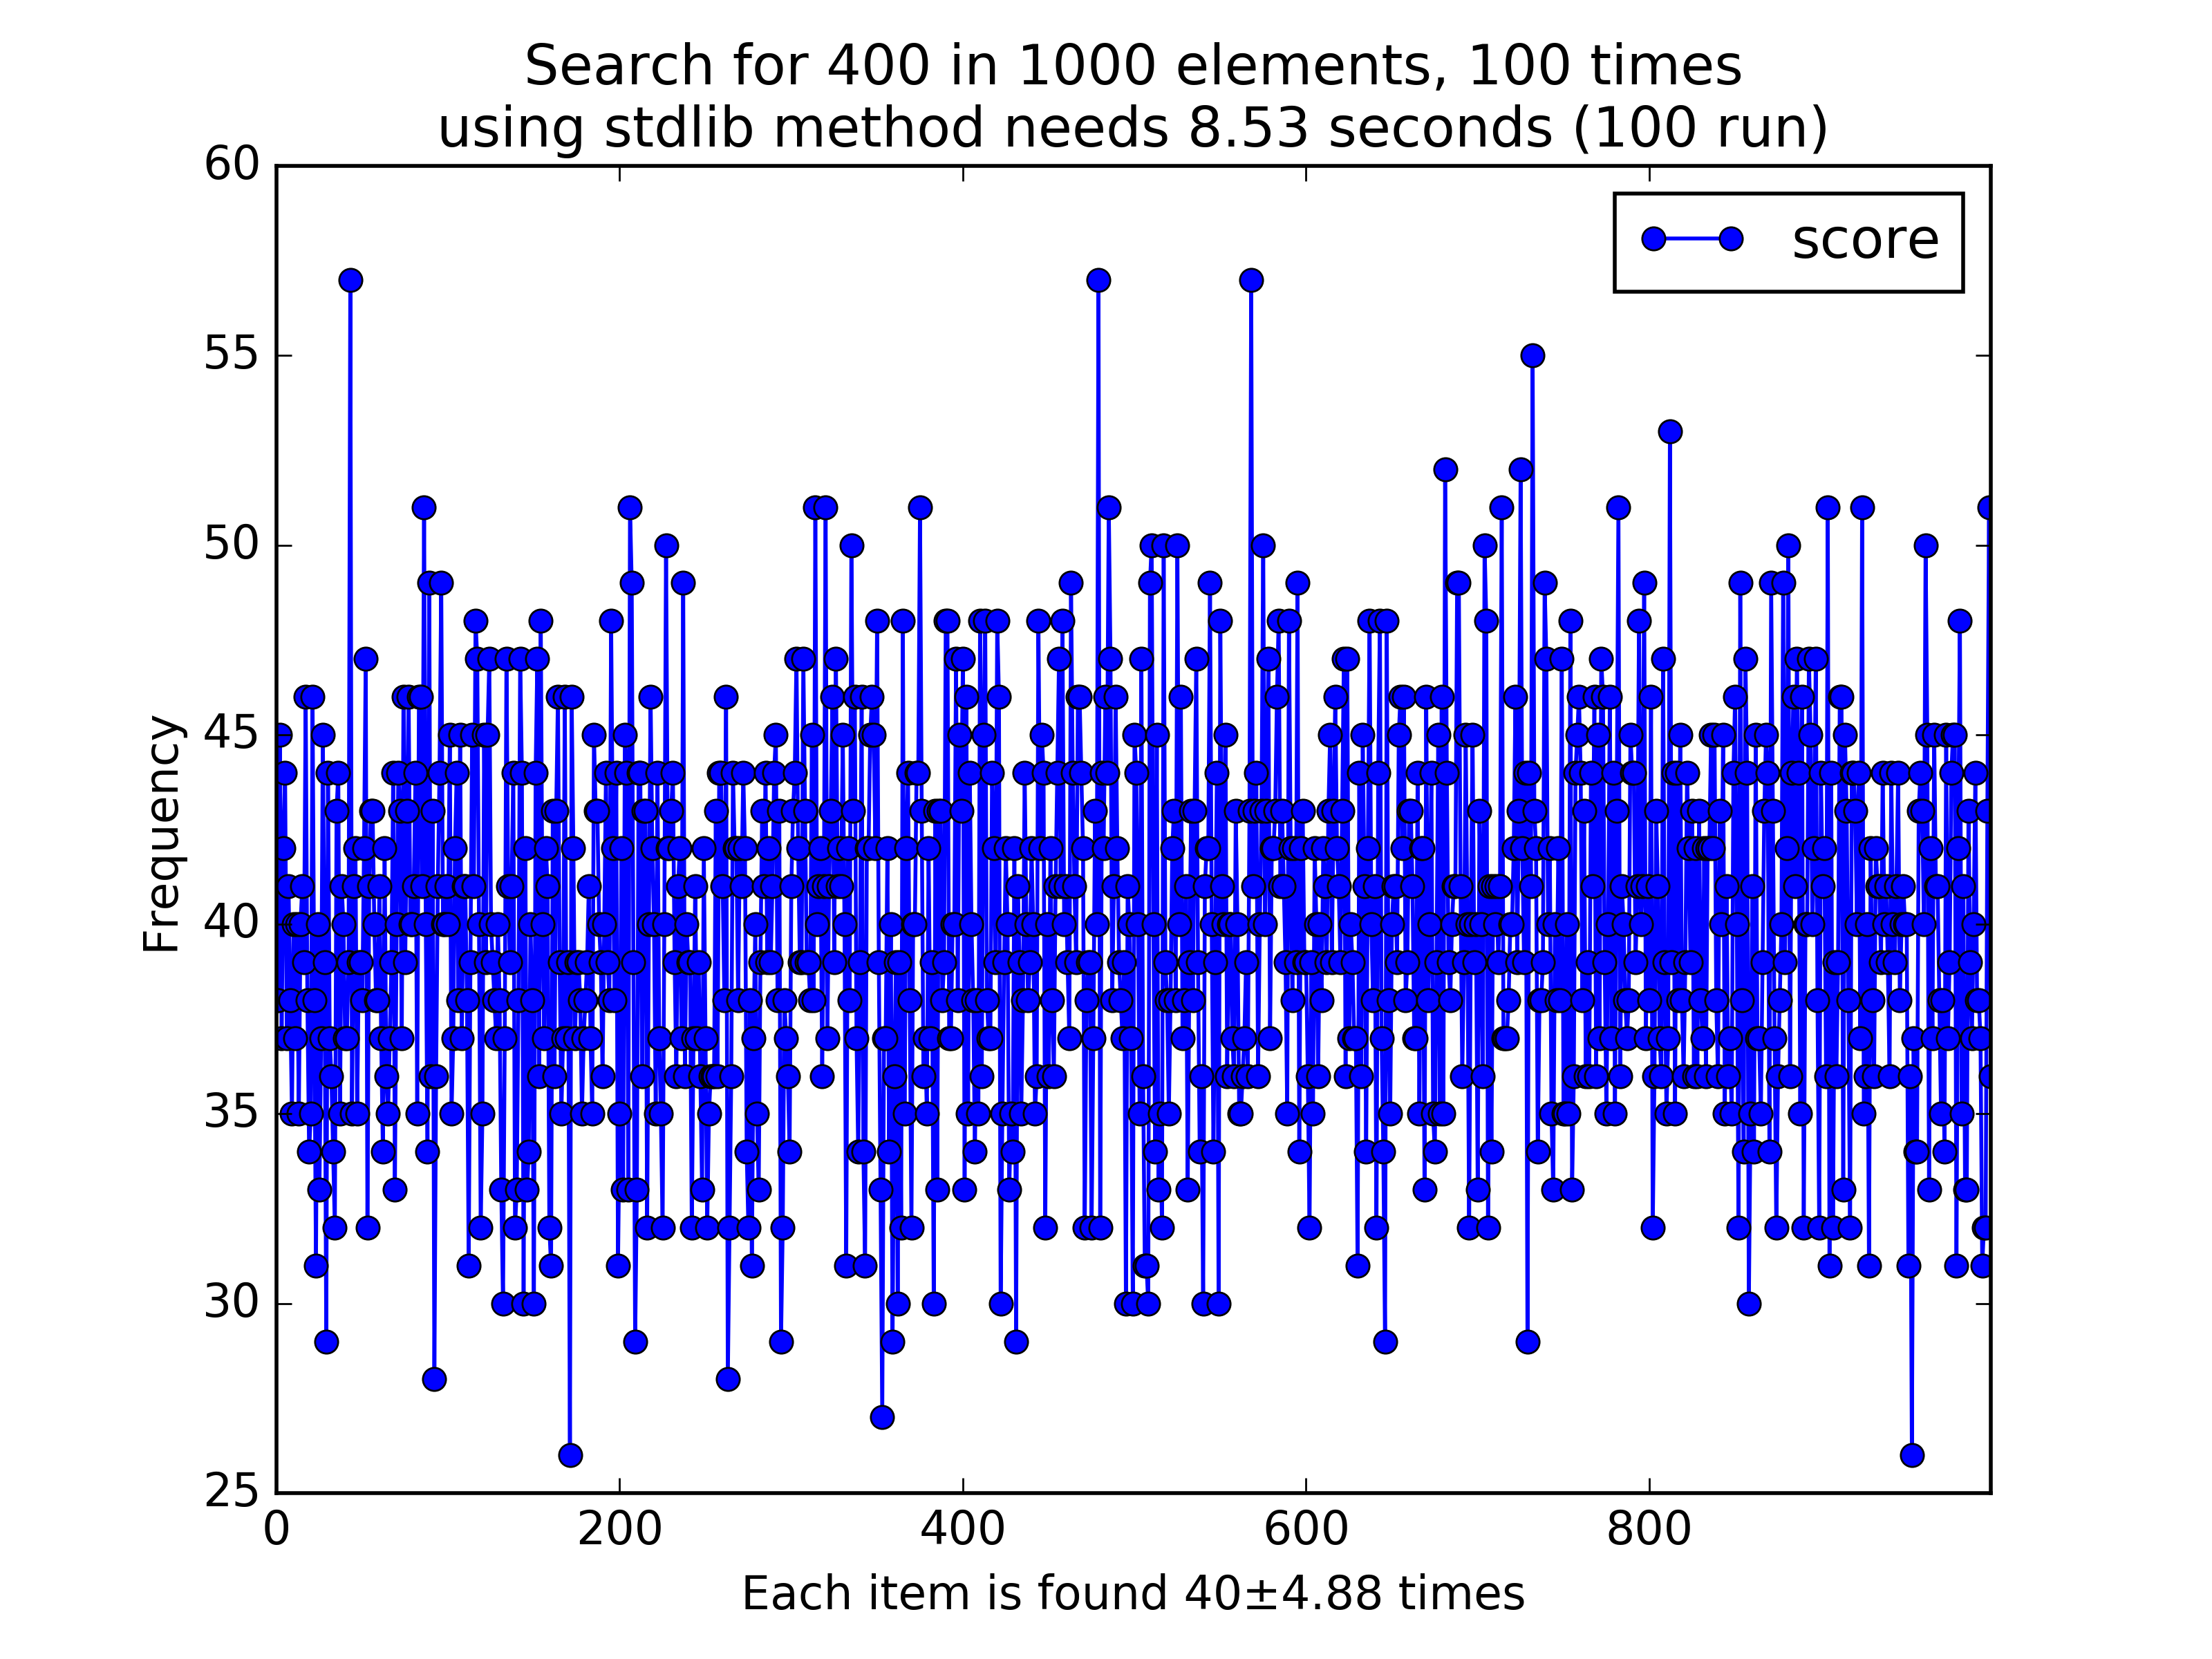 Search for 400 in 1000 elements, 100 times
using stdlib method needs 8.53 seconds (100 run)
score
60
55
50
45
40
35
30
25
Frequency
0 200 400 600 800
Each item is found 40±4.88 times